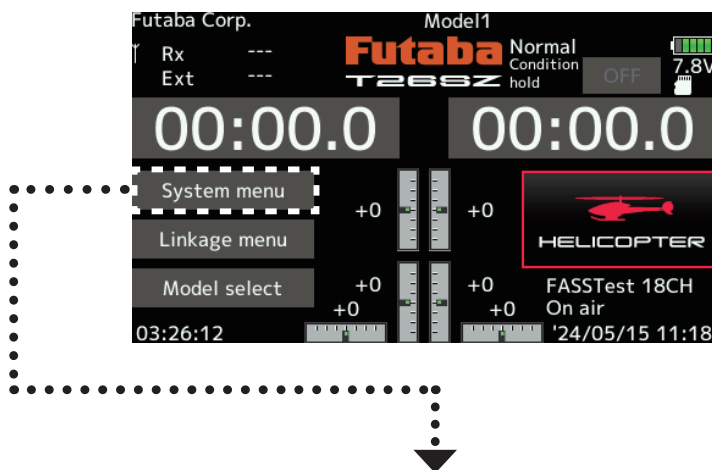 Futaba Corp.
Model1
Rx ---
Ext ---
Futaba
T26SZ
Normal
Condition
hold
OFF
7.8V
00:00.0
00:00.0
System menu
Linkage menu
Model select
+0
+0
HELICOPTER
+0
+0
+0
+0
FASSTest 18CH
On air
03:26:12
'24/05/15 11:18